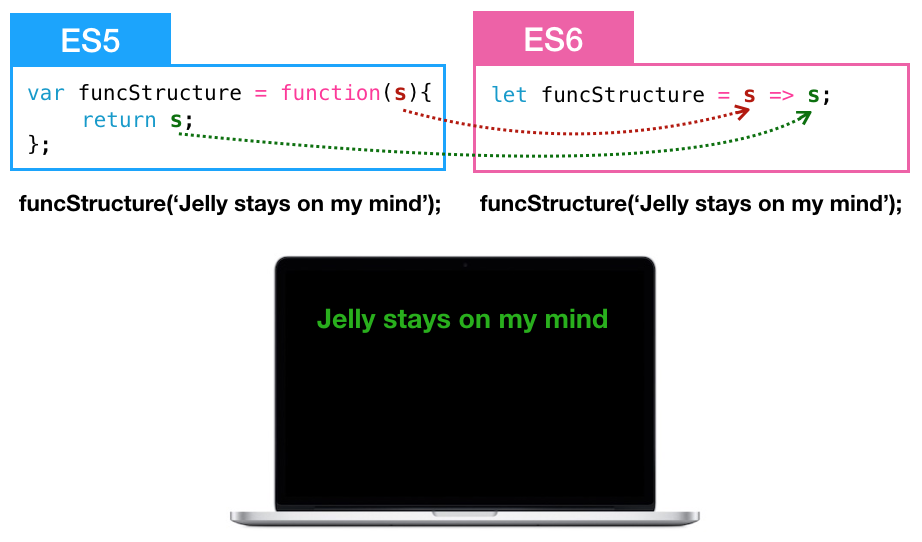 ES5
var funcStructure = function(s){
return s;
};
funcStructure(‘Jelly stays on my mind’);
ES6
let funcStructure = s => s;
funcStructure(‘Jelly stays on my mind’);
Jelly stays on my mind